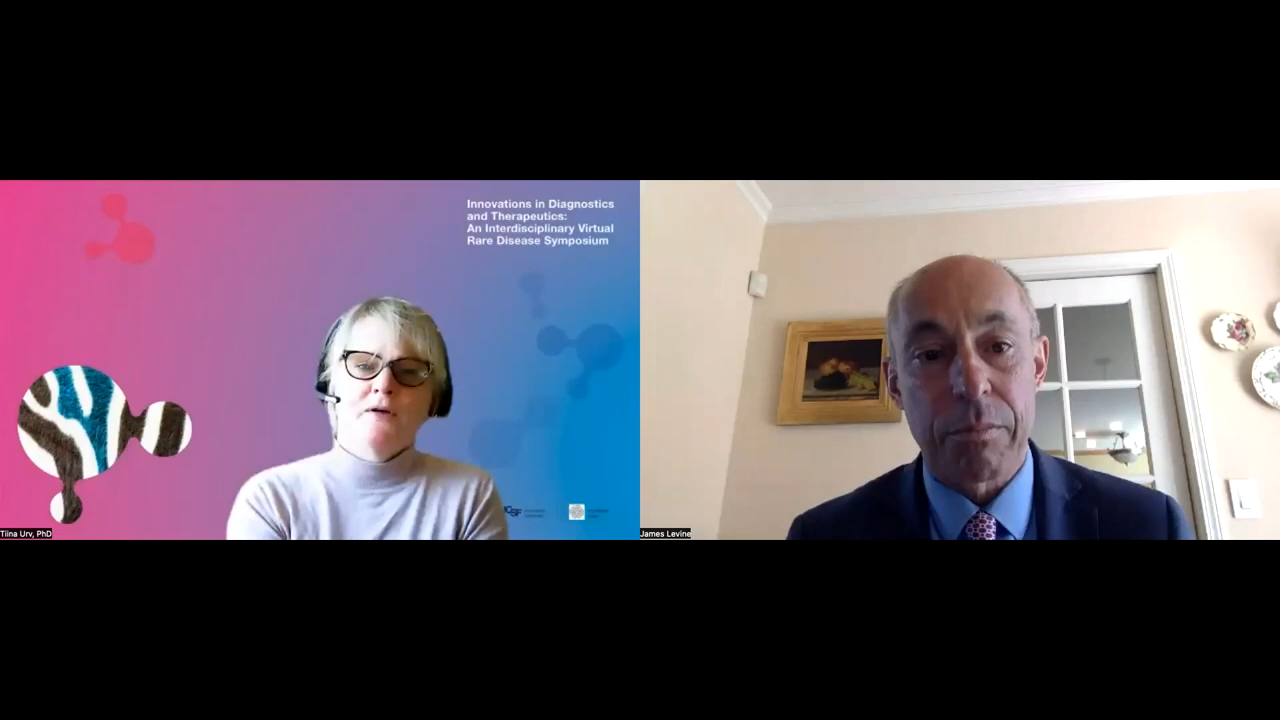 Innovations in Diagnostics
and Therapeutics:
An Interdisciplinary Virtual
Rare Disease Symposium
Tiina Urv, PhD
James Levine